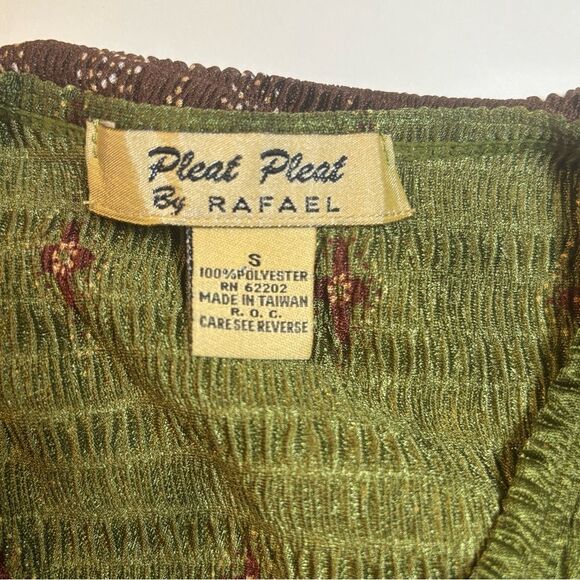 Pleat Pleat
By RAFAEL
S
100%POLYESTER
RN 62202
MADE IN TAIWAN
R. O. C.
CARE SEE REVERSE